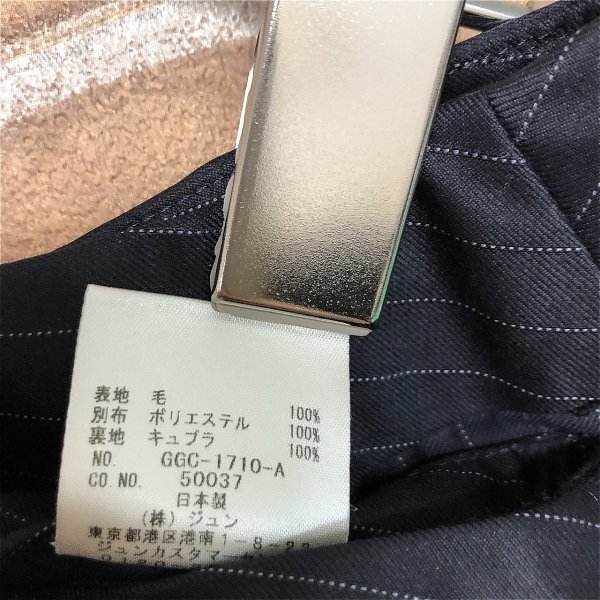 表地 毛 100%
別布 ポリエステル 100%
裏地 キュプラ 100%
NO. GGC-1710-A
CO.NO. 50037
日本製
(株) ジュン
東京都港区港南1-8-2
ジュンカスタマー